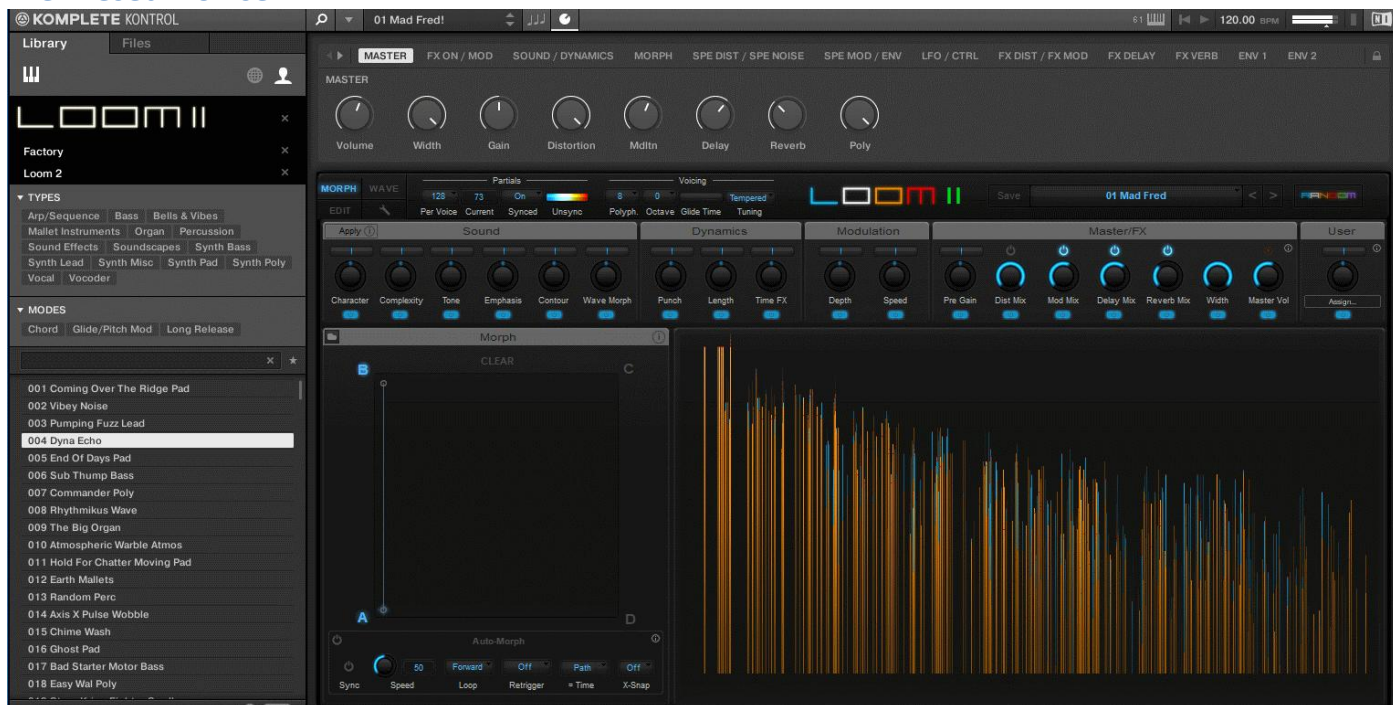 KOMPLETE KONTROL
01 Mad Fred!
61
120.00 BPM
Library Files
LOOM II
Factory
Loom 2
TYPES
Arp/Sequence Bass Bells & Vibes
Mallet Instruments Organ Percussion
Sound Effects Soundscapes Synth Bass
Synth Lead Synth Misc Synth Pad Synth Poly
Vocal Vocoder
MODES
Chord Glide/Pitch Mod Long Release
001 Coming Over The Ridge Pad
002 Vibey Noise
003 Pumping Fuzz Lead
004 Dyna Echo
005 End Of Days Pad
006 Sub Thump Bass
007 Commander Poly
008 Rhythmikus Wave
009 The Big Organ
010 Atmospheric Warble Atmos
011 Hold For Chatter Moving Pad
012 Earth Mallets
013 Random Perc
014 Axis X Pulse Wobble
015 Chime Wash
016 Ghost Pad
017 Bad Starter Motor Bass
018 Easy Wal Poly
MASTER FX ON / MOD SOUND / DYNAMICS MORPH SPE DIST / SPE NOISE SPE MOD / ENV LFO / CTRL FX DIST / FX MOD FX DELAY FX VERB ENV 1 ENV 2
MASTER
Volume Width Gain Distortion Mdltn Delay Reverb Poly
MORPH WAVE
EDIT
Partials
128 73 On
Per Voice Current Synced Unsync
Voicing
8 0 Tempered
Polyph. Octave Glide Time Tuning
LOOM II
Save 01 Mad Fred < > RANDOM
Apply Sound Dynamics Modulation Master/FX User
Character Complexity Tone Emphasis Contour Wave Morph Punch Length Time FX Depth Speed Pre Gain Dist Mix Mod Mix Delay Mix Reverb Mix Width Master Vol Assign...
Morph
CLEAR
B C
A D
Auto-Morph
50 Forward Off Path Off
Sync Speed Loop Retrigger = Time X-Snap